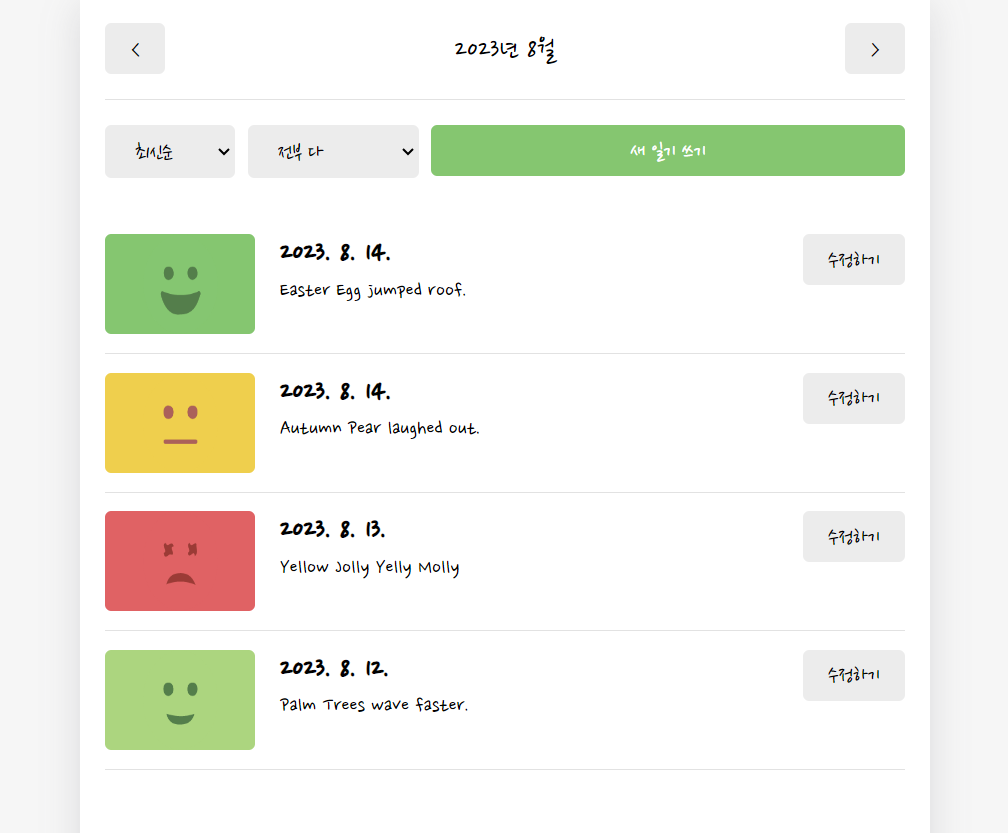 <
2023년 8월
>
최신순
전부 다
새 일기 쓰기
2023. 8. 14.
Easter Egg jumped roof.
수정하기
2023. 8. 14.
Autumn Pear laughed out.
수정하기
2023. 8. 13.
Yellow Jolly Yelly Molly
수정하기
2023. 8. 12.
Palm Trees wave faster.
수정하기